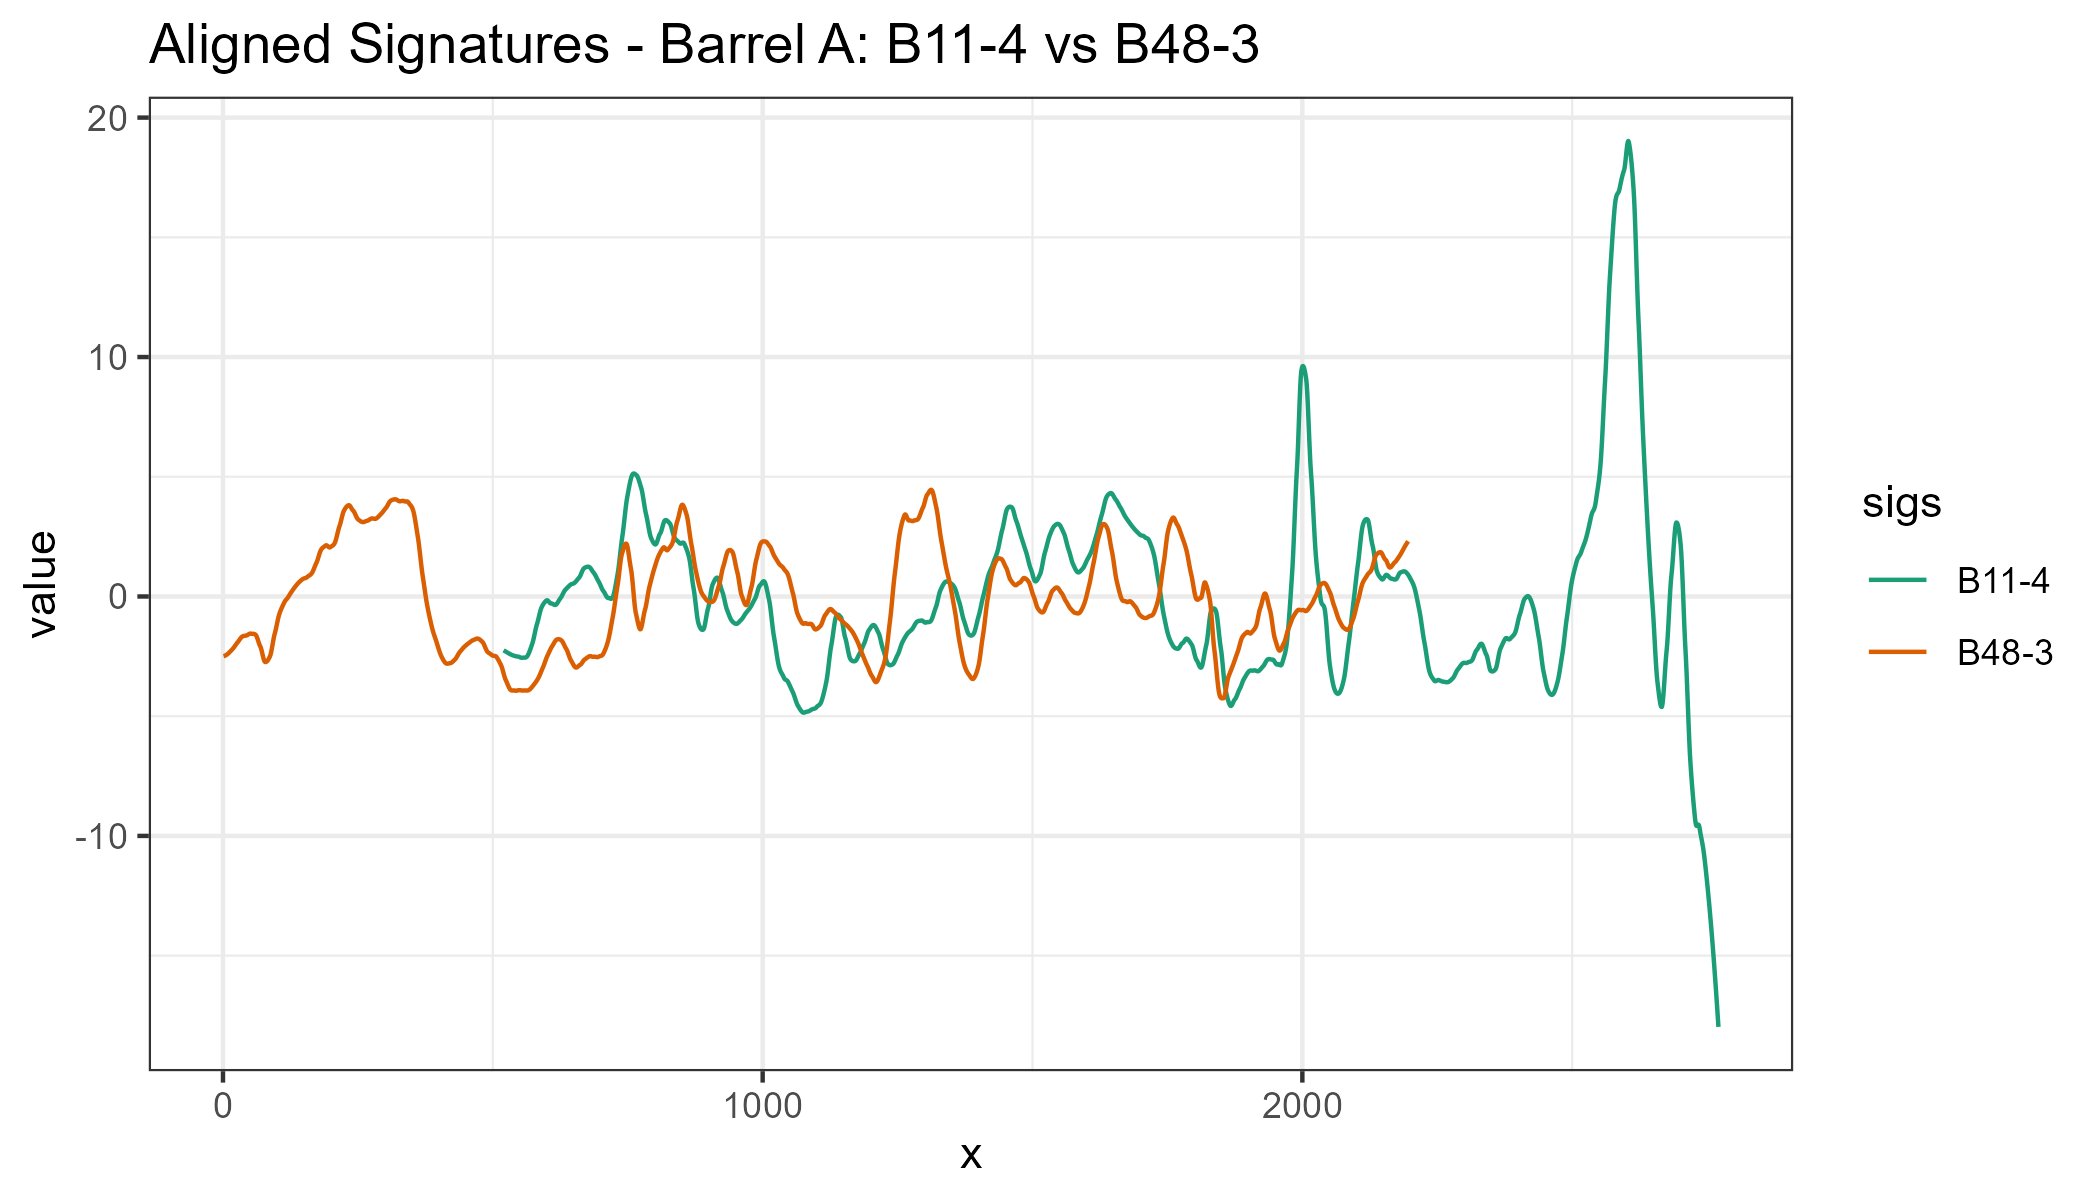 Aligned Signatures - Barrel A: B11-4 vs B48-3
20
10
0
-10
value
0
1000
2000
x
sigs
B11-4
B48-3